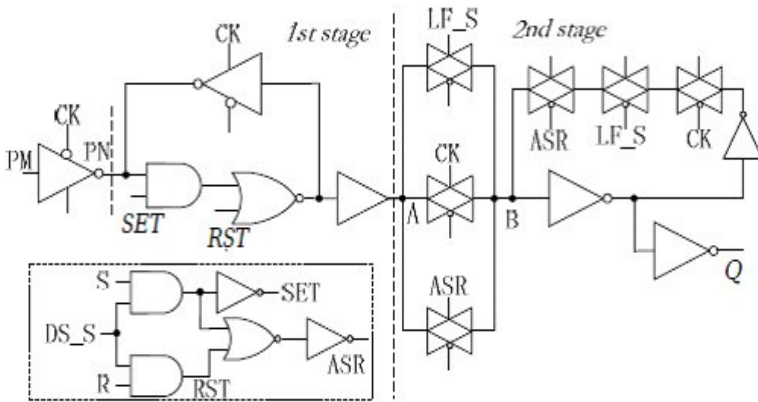 LF_S
CK
1st stage
2nd stage
CK
PM
PN
ASR
LF_S
CK
CK
A
B
SET
RST
Q
ASR
S
SET
DS_S
R
RST
ASR